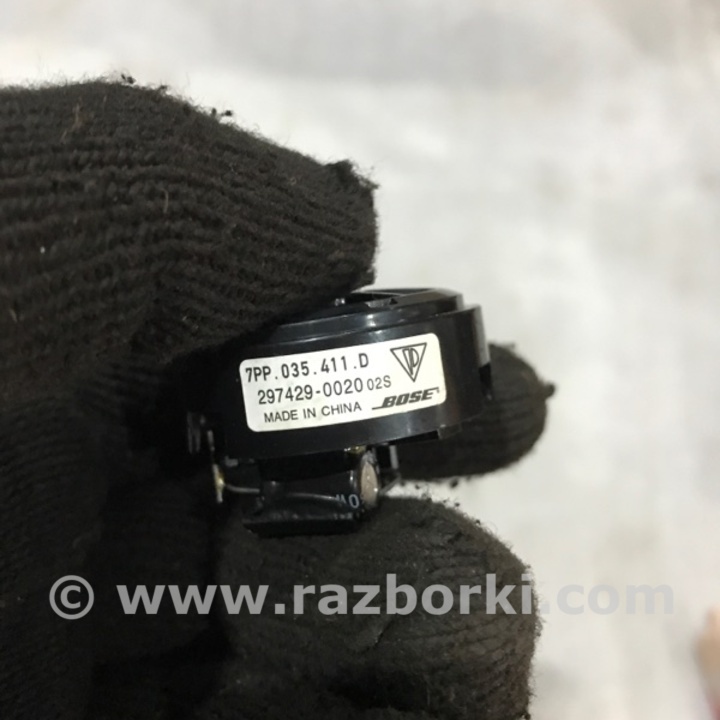 7PP.035.411.D
297429-0020 02S
MADE IN CHINA BOSE
© www.razborki.com